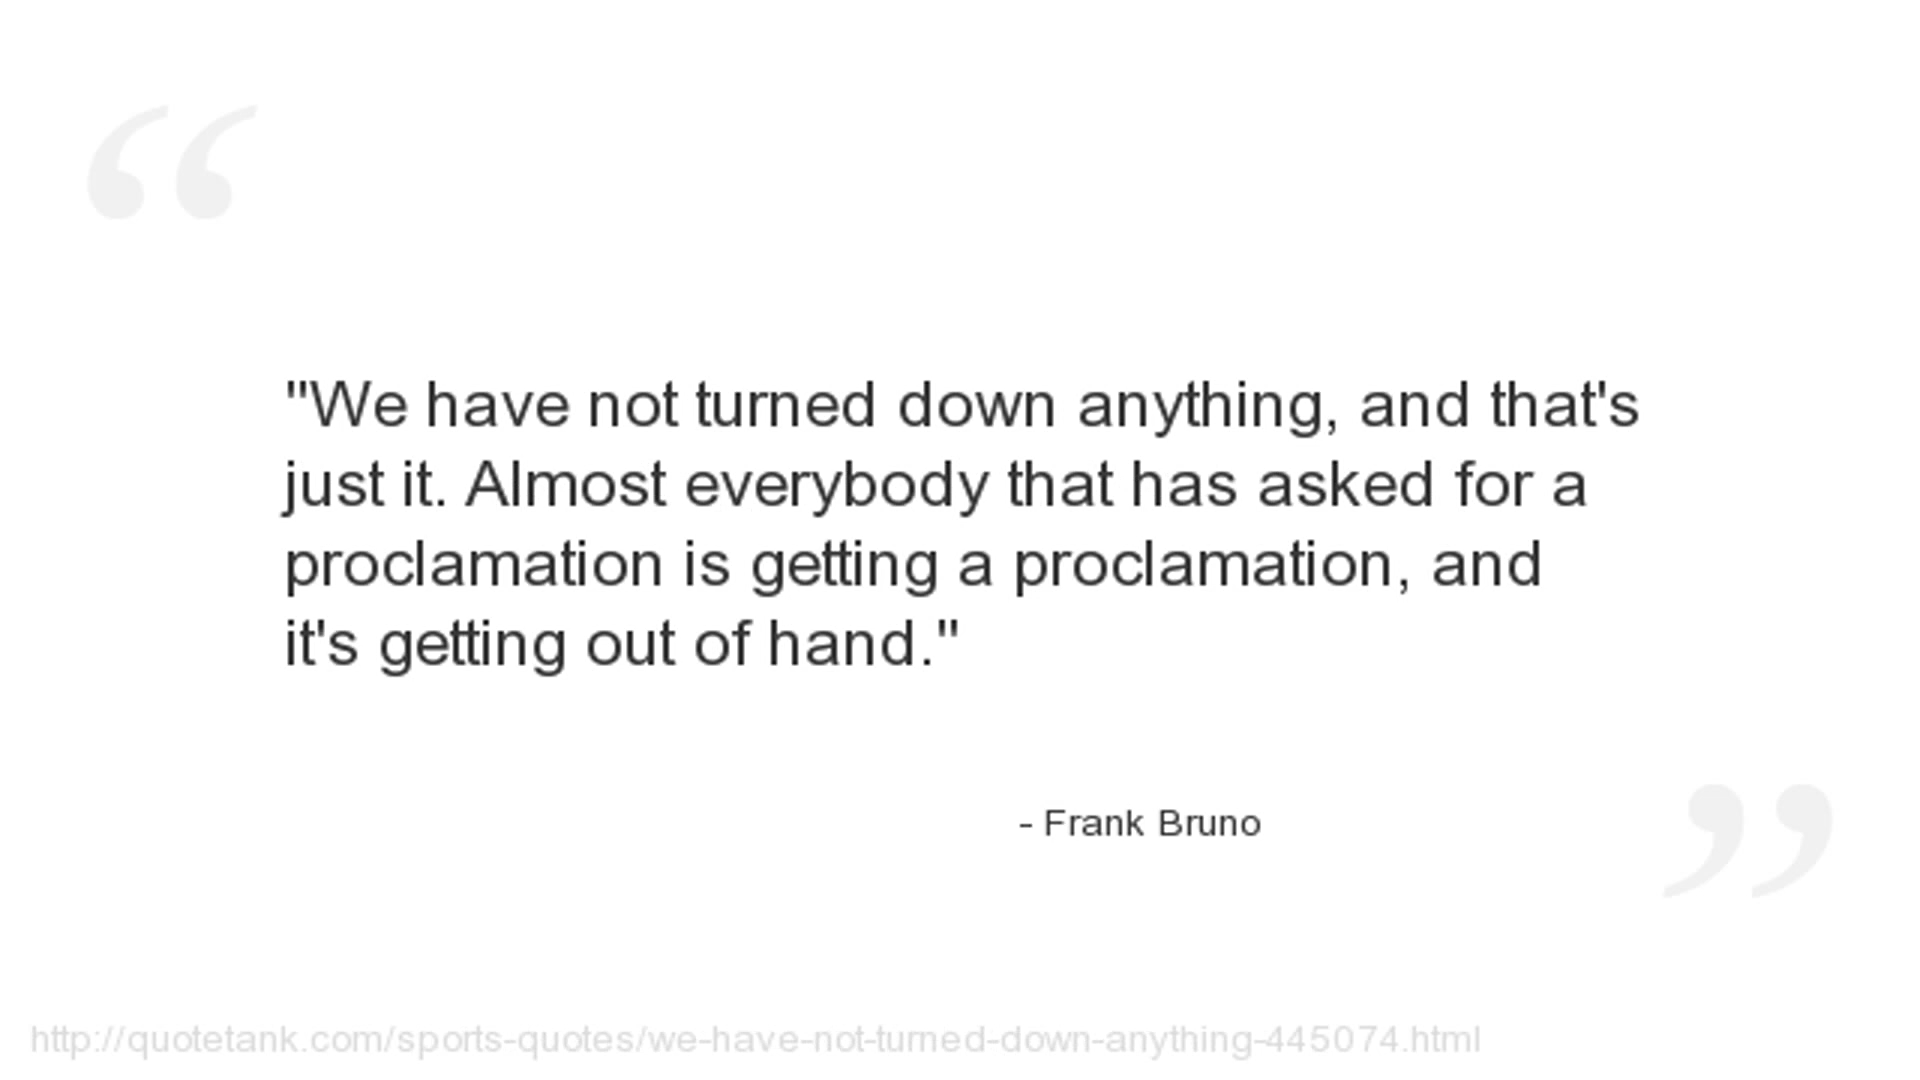 "We have not turned down anything, and that's
just it. Almost everybody that has asked for a
proclamation is getting a proclamation, and
it's getting out of hand."
- Frank Bruno
http://quotetank.com/sports-quotes/we-have-not-turned-down-anything-445074.html